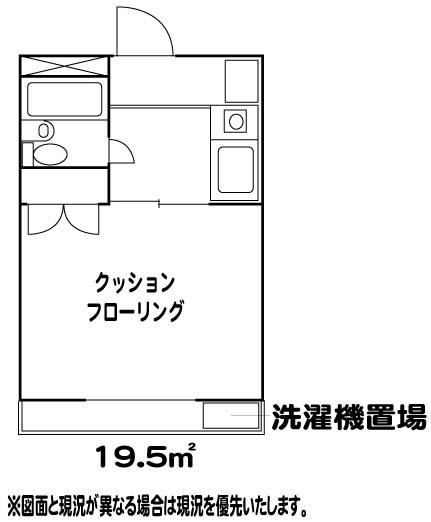 クッション
フローリング
洗濯機置場
19.5㎡
※図面と現況が異なる場合は現況を優先いたします。